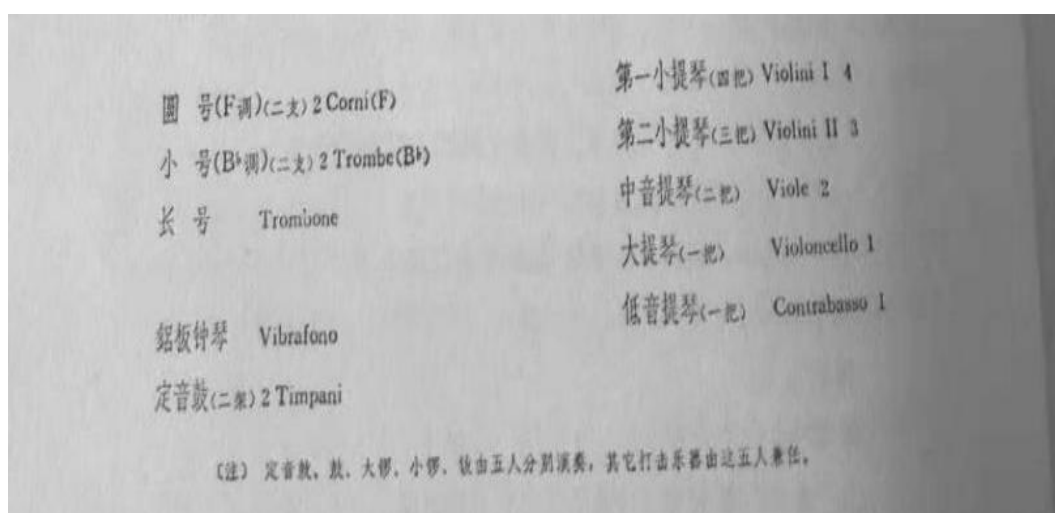 圆 号(F调)(二支) 2 Corni(F)
小 号(B♭调)(二支) 2 Trombe(B♭)
长 号 Trombone
铝板钟琴 Vibrafono
定音鼓(二架) 2 Timpani
第一小提琴(四把) Violini I 4
第二小提琴(三把) Violini II 3
中音提琴(二把) Viole 2
大提琴(一把) Violoncello 1
低音提琴(一把) Contrabasso 1
〔注〕 定音鼓、鼓、大锣、小锣、钹由五人分别演奏,其它打击乐器由这五人兼任。